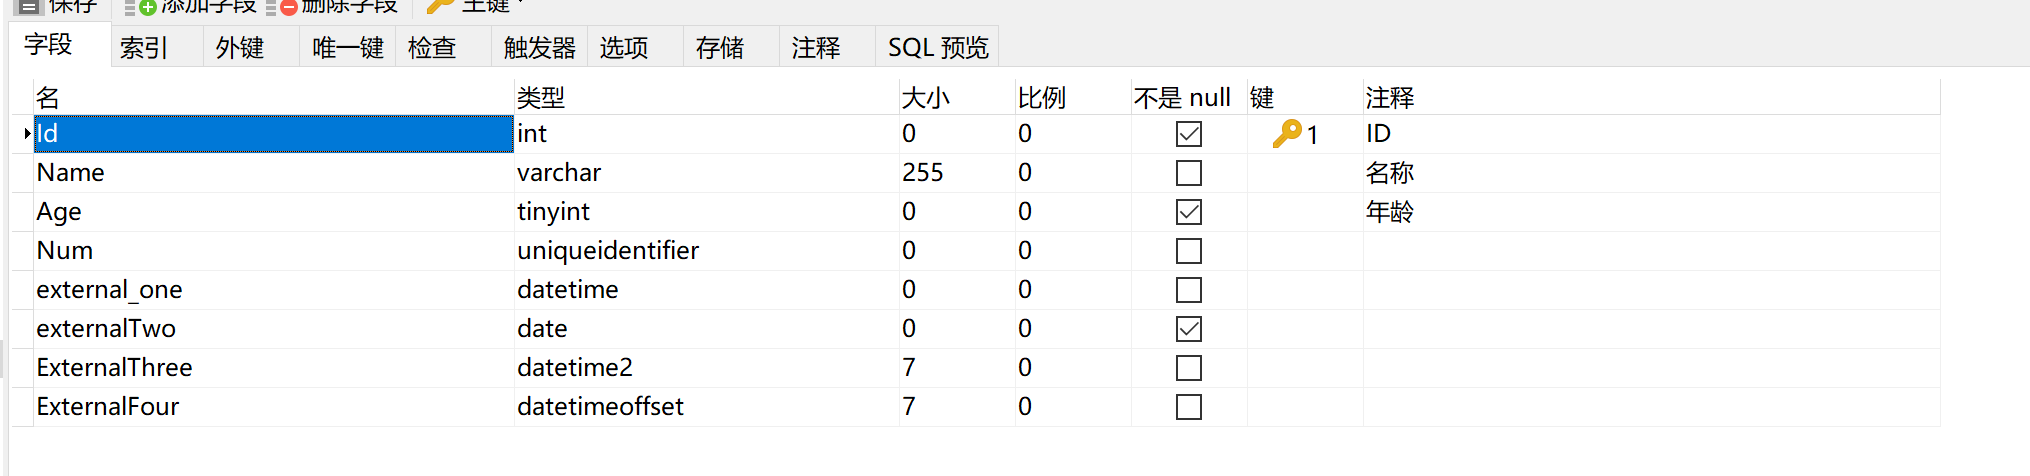 保存 添加字段 删除字段 主键
字段 索引 外键 唯一键 检查 触发器 选项 存储 注释 SQL 预览
名 类型 大小 比例 不是 null 键 注释
Id int 0 0 1 ID
Name varchar 255 0 名称
Age tinyint 0 0 年龄
Num uniqueidentifier 0 0
external_one datetime 0 0
externalTwo date 0 0
ExternalThree datetime2 7 0
ExternalFour datetimeoffset 7 0